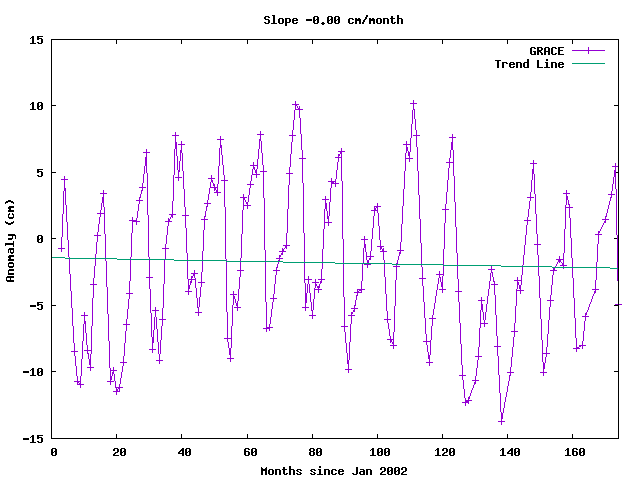 Slope -0.00 cm/month
15
10
5
0
-5
-10
-15
Anomaly (cm)
GRACE
Trend Line
0 20 40 60 80 100 120 140 160
Months since Jan 2002